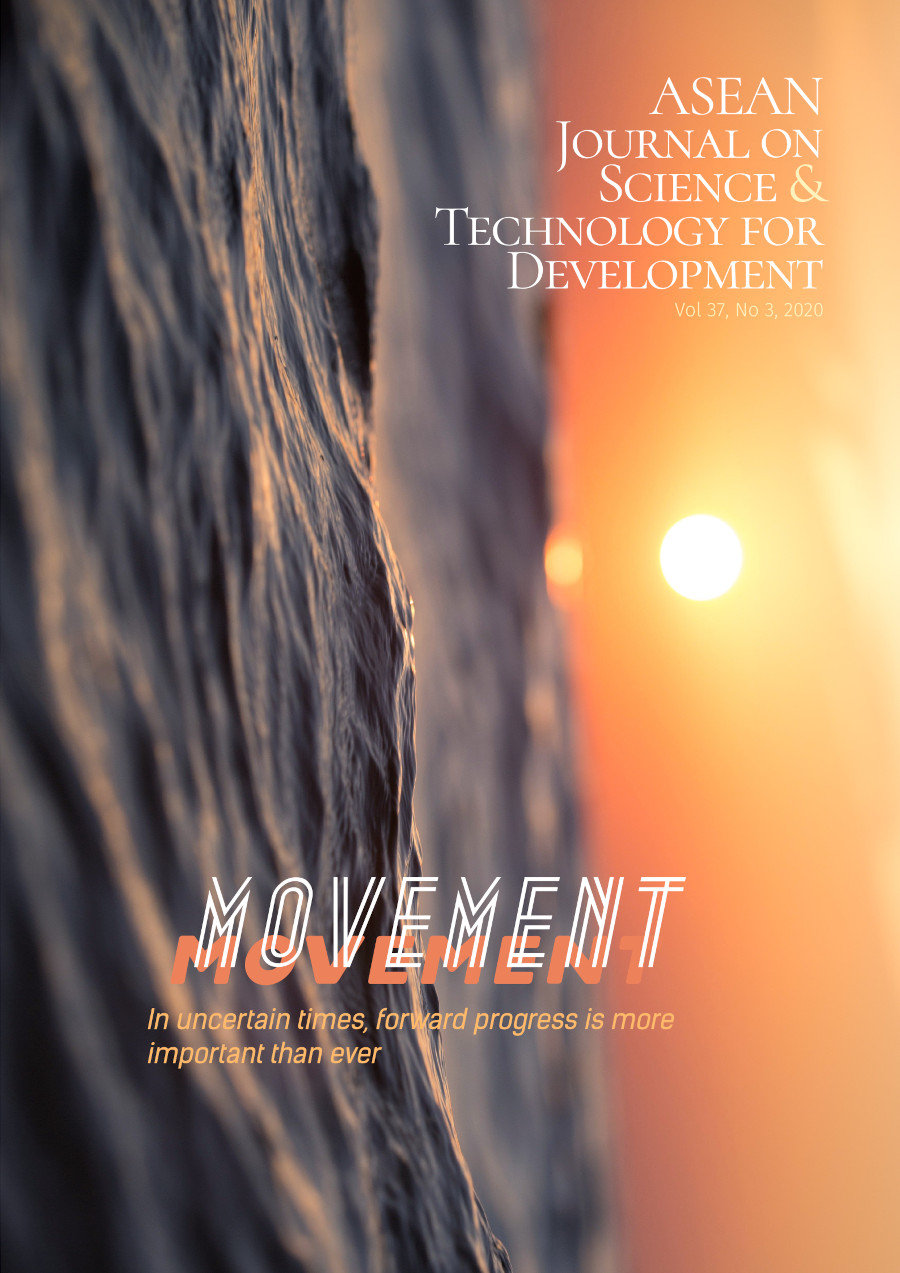 ASEAN
JOURNAL ON
SCIENCE &
TECHNOLOGY FOR
DEVELOPMENT
Vol 37, No 3, 2020
MOVEMENT
MOVEMENT
In uncertain times, forward progress is more
important than ever